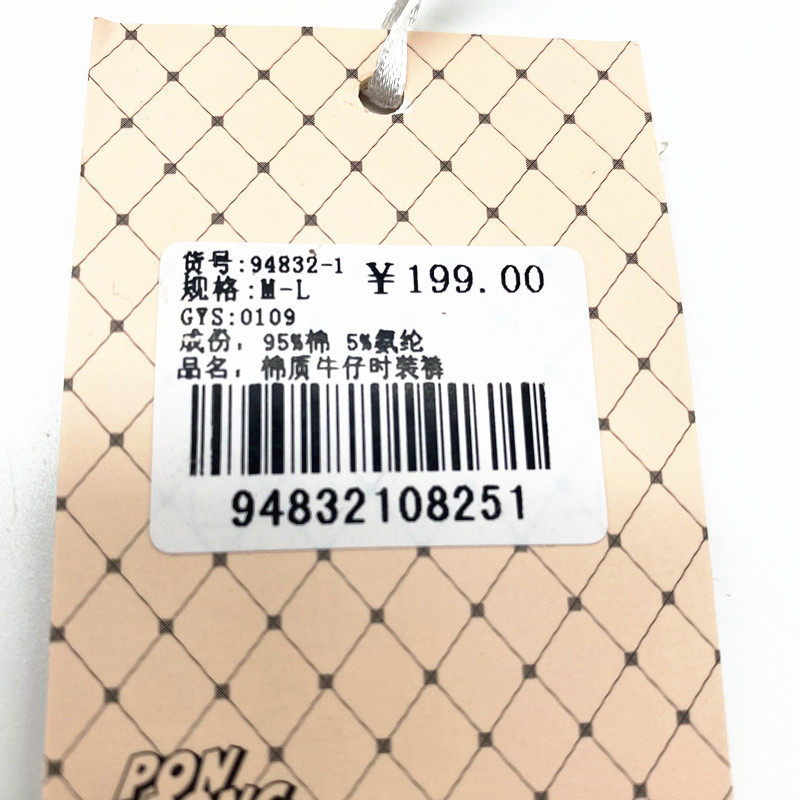 货号:94832-1
¥199.00
规格:M-L
GYS:0109
成份: 95%棉 5%氨纶
品名: 棉质牛仔时装裤
94832108251
PON